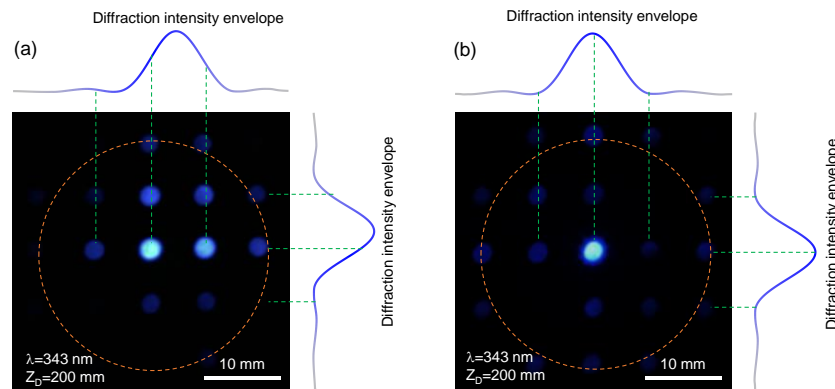 Diffraction intensity envelope
(a)
Diffraction intensity envelope
λ=343 nm
Z_D=200 mm
10 mm
Diffraction intensity envelope
(b)
Diffraction intensity envelope
λ=343 nm
Z_D=200 mm
10 mm